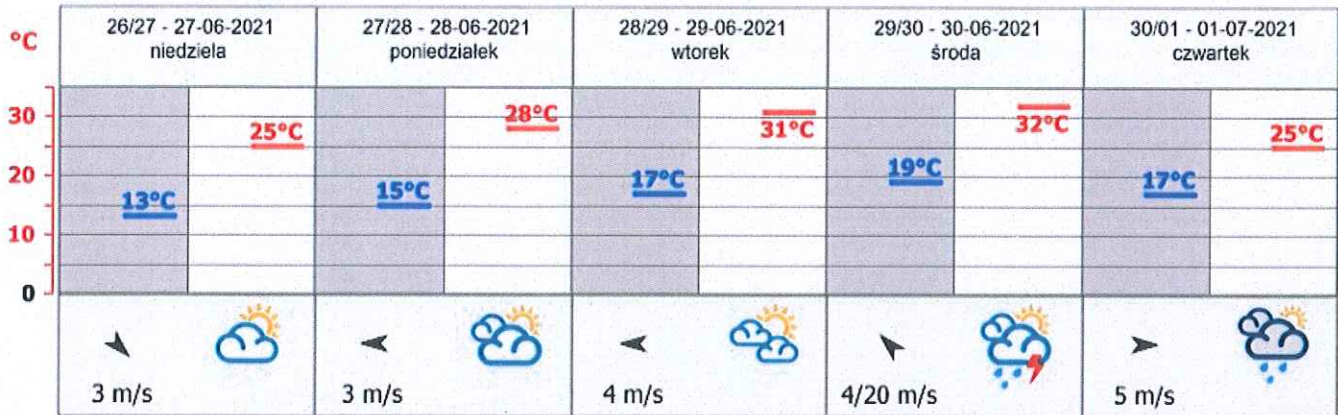 °C
26/27 - 27-06-2021
niedziela
27/28 - 28-06-2021
poniedziałek
28/29 - 29-06-2021
wtorek
29/30 - 30-06-2021
środa
30/01 - 01-07-2021
czwartek
30
20
10
0
13°C
25°C
15°C
28°C
17°C
31°C
19°C
32°C
17°C
25°C
3 m/s
3 m/s
4 m/s
4/20 m/s
5 m/s